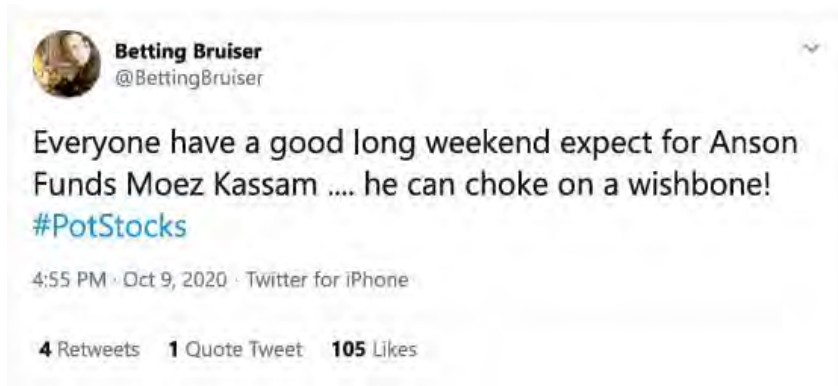 Betting Bruiser
@BettingBruiser
Everyone have a good long weekend expect for Anson
Funds Moez Kassam .... he can choke on a wishbone!
#PotStocks
4:55 PM · Oct 9, 2020 · Twitter for iPhone
4 Retweets 1 Quote Tweet 105 Likes